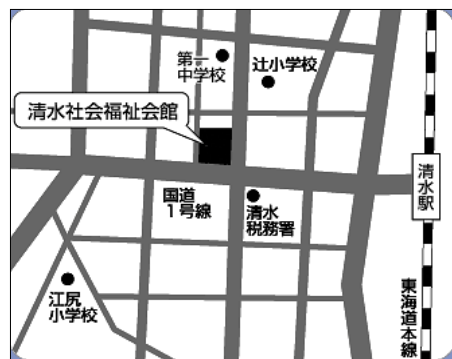 第一
中学校
辻小学校
清水社会福祉会館
清水駅
国道
1号線
清水
税務署
江尻
小学校
東海道本線